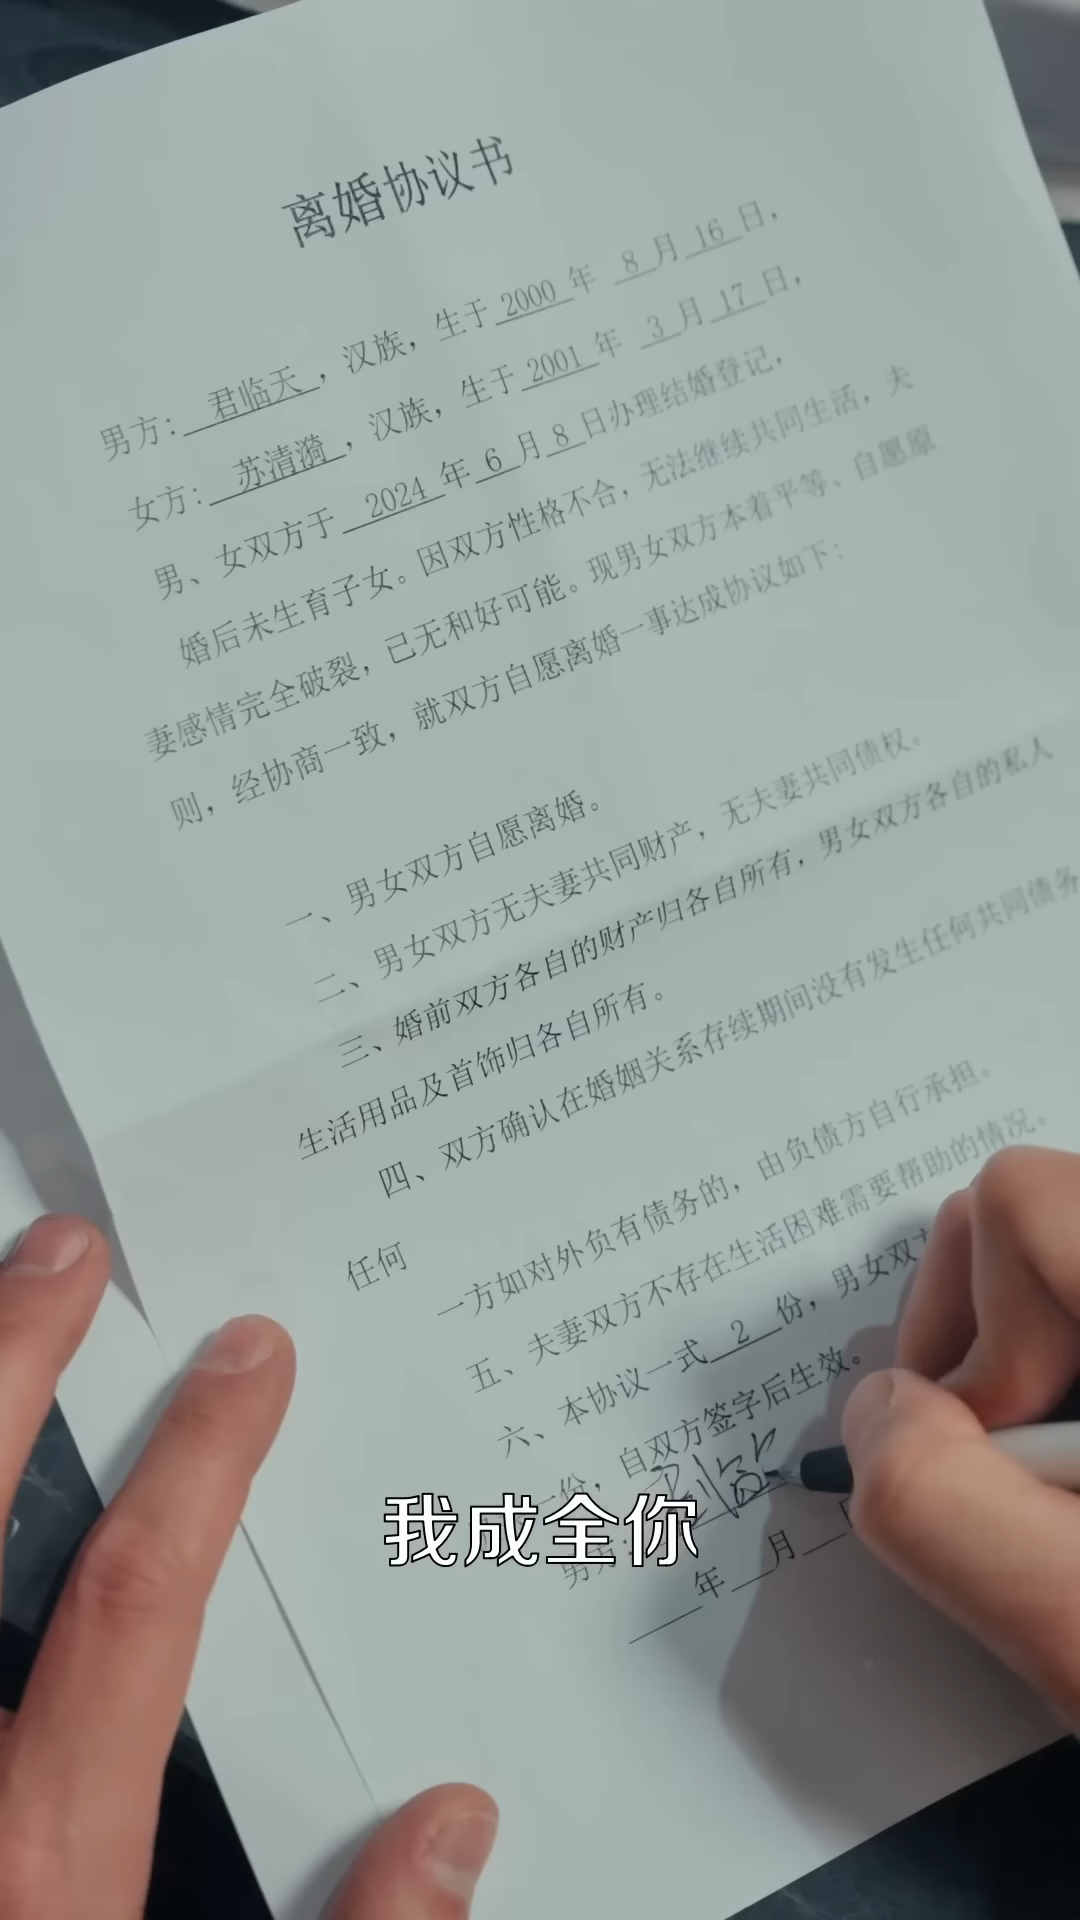 离婚协议书
男方：君临天，汉族，生于2000年8月16日，
女方：苏清漪，汉族，生于2001年3月17日，
男、女双方于2024年6月8日办理结婚登记，
婚后未生育子女。因双方性格不合，无法继续共同生活，夫
妻感情完全破裂，已无和好可能。现男女双方本着平等、自愿原
则，经协商一致，就双方自愿离婚一事达成协议如下：
一、男女双方自愿离婚。
二、男女双方无夫妻共同财产，无夫妻共同债权。
三、婚前双方各自的财产归各自所有，男女双方各自的私人
生活用品及首饰归各自所有。
四、双方确认在婚姻关系存续期间没有发生任何共同债务
任何
一方如对外负有债务的，由负债方自行承担。
五、夫妻双方不存在生活困难需要帮助的情况。
六、本协议一式2份，男女双
一份，自双方签字后生效。
男方：
年 月
我成全你